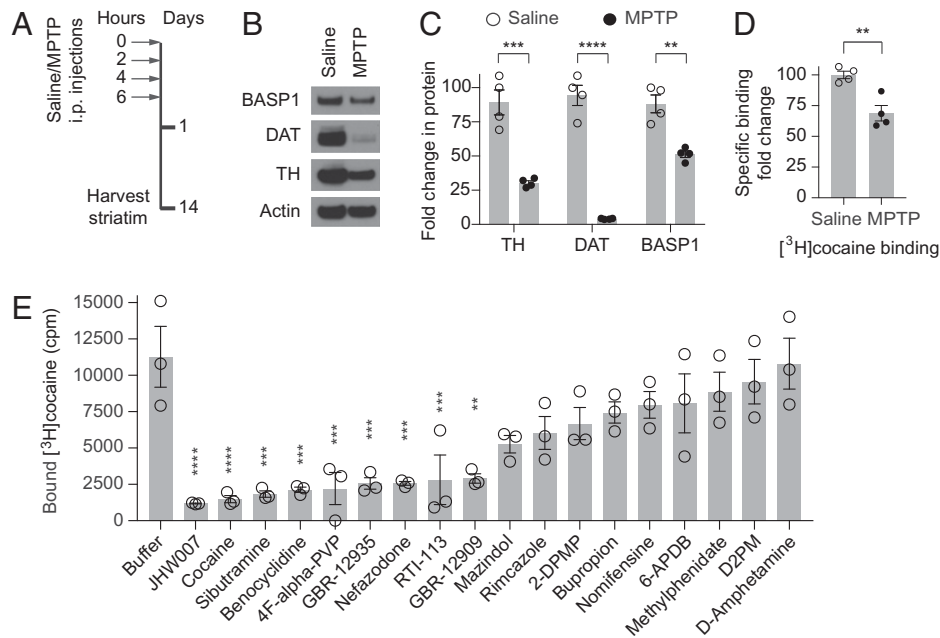 A
Hours Days
Saline/MPTP
i.p. injections
0
2
4
6
1
Harvest
striatim
14
B
Saline
MPTP
BASP1
DAT
TH
Actin
C
Saline MPTP
Fold change in protein
100
75
50
25
0
*** **** **
TH DAT BASP1
D
**
Specific binding
fold change
100
75
50
25
0
Saline MPTP
[3H]cocaine binding
E
Bound [3H]cocaine (cpm)
15000
12500
10000
7500
5000
2500
0
**** **** *** *** *** *** *** *** **
Buffer
JHW007
Cocaine
Sibutramine
Benocyclidine
4F-alpha-PVP
GBR-12935
Nefazodone
RTI-113
GBR-12909
Mazindol
Rimcazole
2-DPMP
Bupropion
Nomifensine
6-APDB
Methylphenidate
D2PM
D-Amphetamine